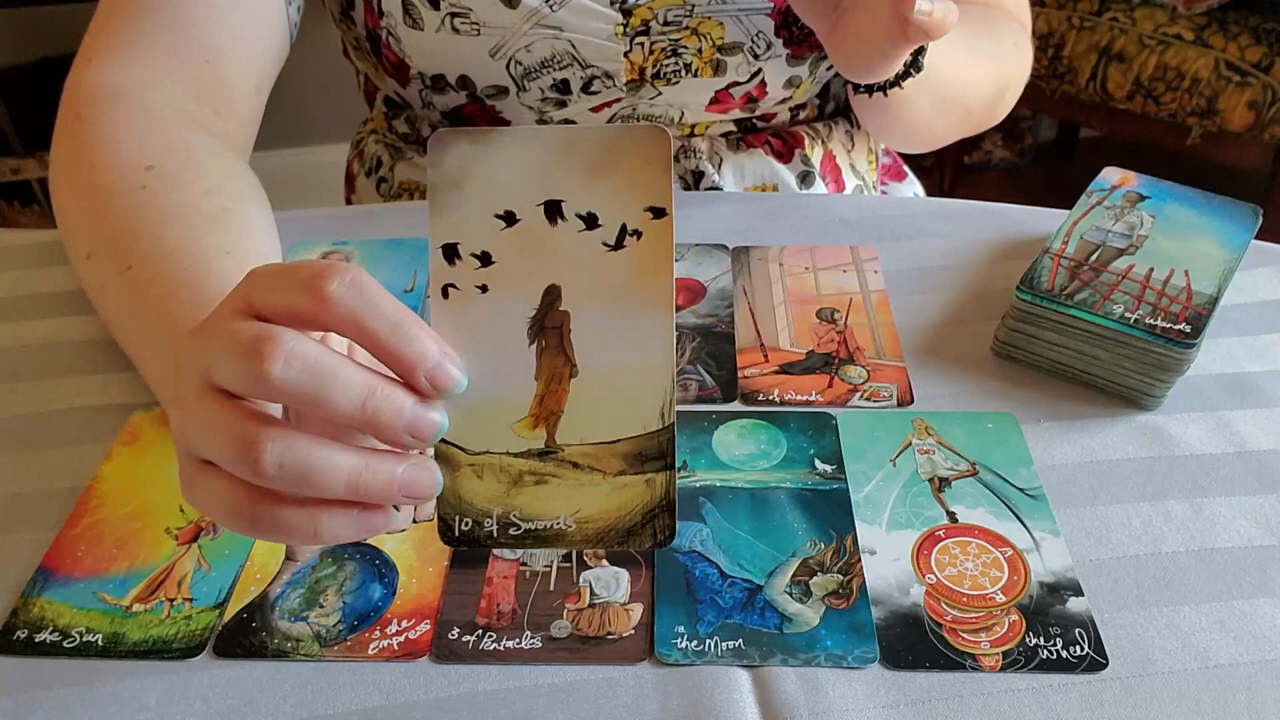 9 of Wands
2 of Wands
10 of Swords
19 the Sun
3 the
empress
3 of Pentacles
18
the Moon
T A R O
10
the
Wheel